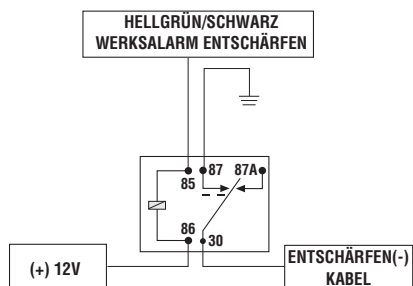 HELLGRÜN/SCHWARZ
WERKSALARM ENTSCHÄRFEN
87 87A
85
86
30
(+) 12V
ENTSCHÄRFEN(-)
KABEL